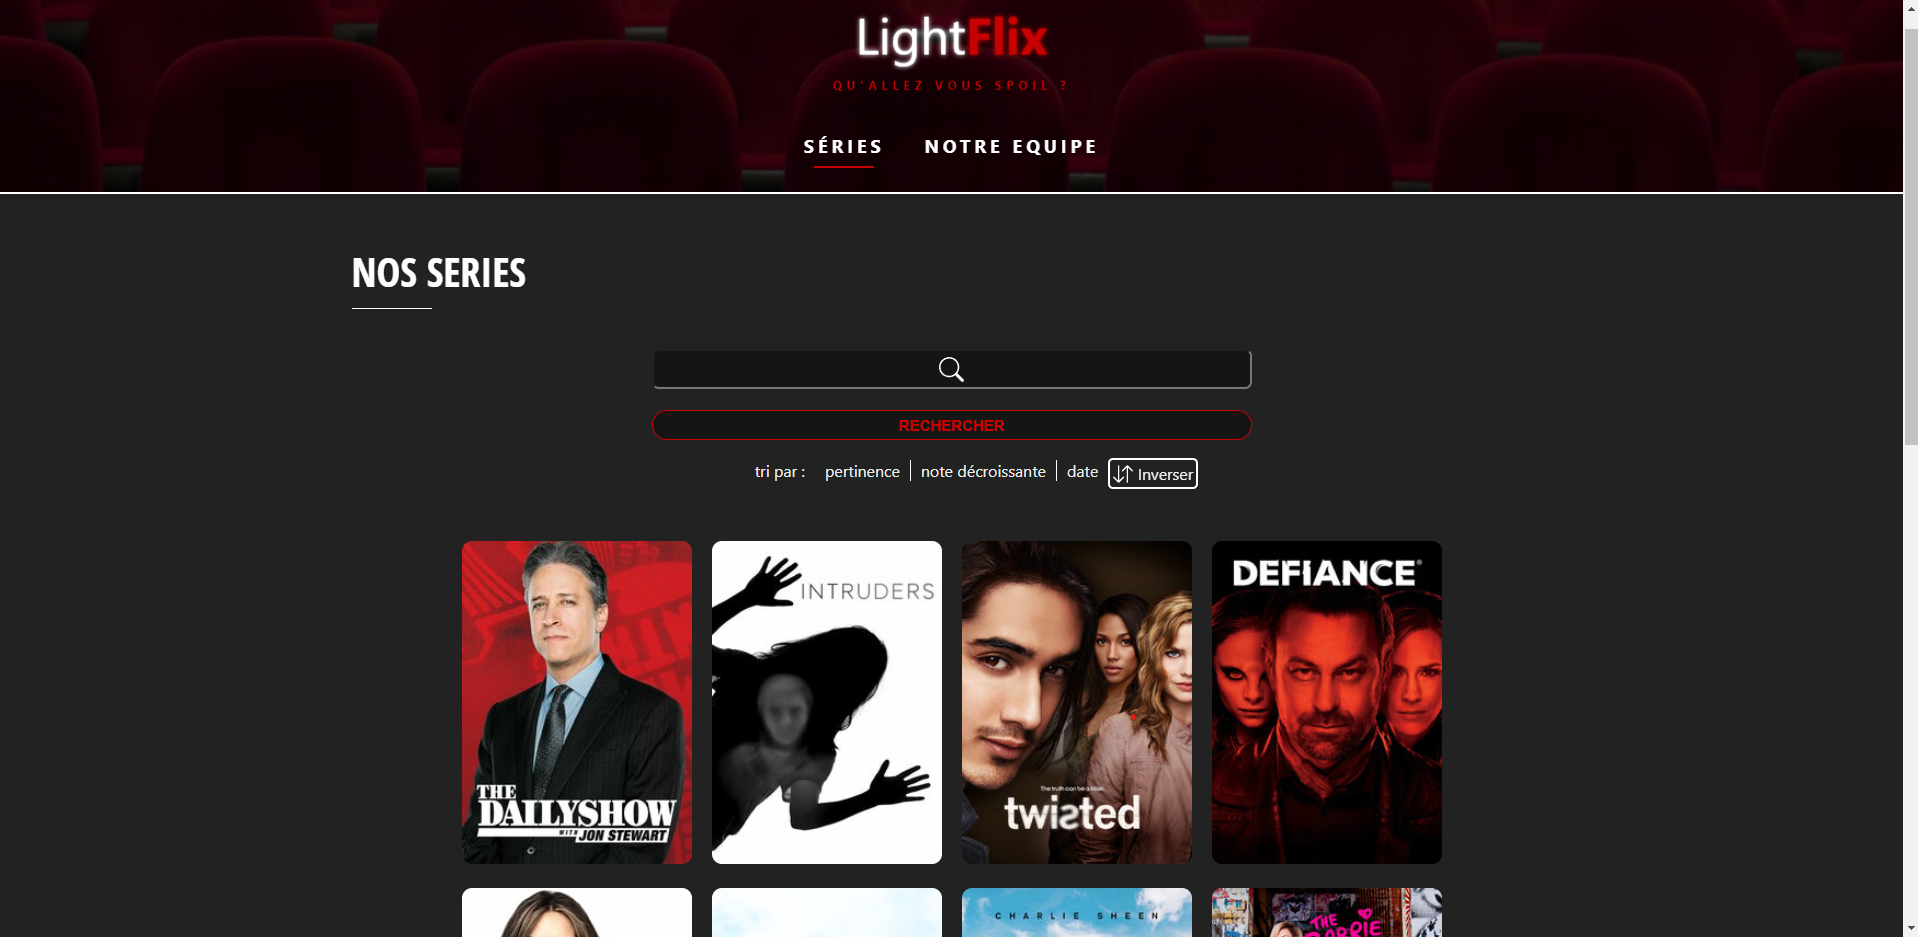 LightFlix
QU'ALLEZ VOUS SPOIL ?
SÉRIES NOTRE EQUIPE
NOS SERIES
RECHERCHER
tri par : pertinence note décroissante date Inverser
THE
DAILYSHOW
WITH JON STEWART
INTRUDERS
The truth can be a killer.
twisted
DEFIANCE
CHARLIE SHEEN
THE